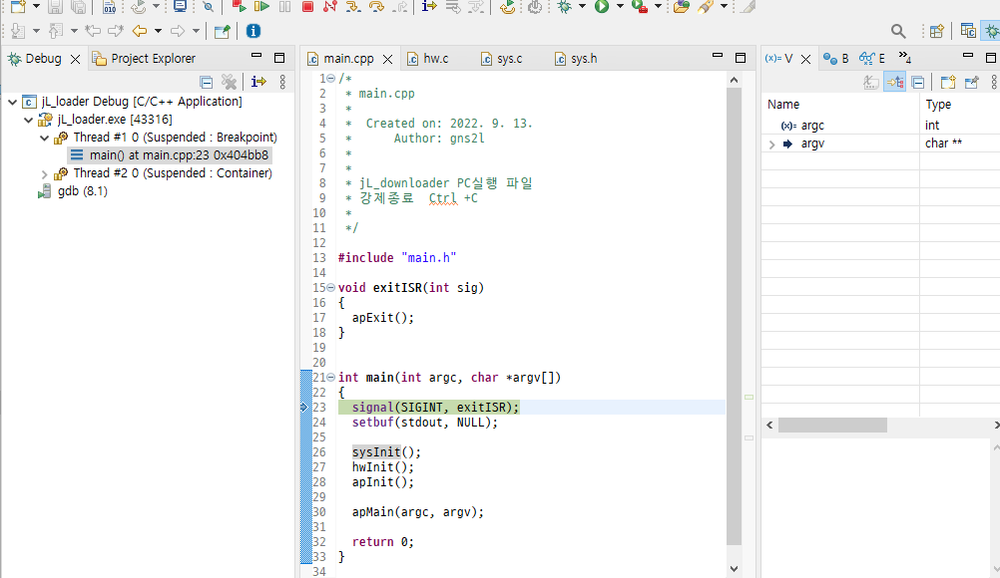 Debug
Project Explorer
jL_loader Debug [C/C++ Application]
jL_loader.exe [43316]
Thread #1 0 (Suspended : Breakpoint)
main() at main.cpp:23 0x404bb8
Thread #2 0 (Suspended : Container)
gdb (8.1)
main.cpp
hw.c
sys.c
sys.h
1 /*
2 * main.cpp
3 *
4 * Created on: 2022. 9. 13.
5 * Author: gns2l
6 *
7 *
8 * jL_downloader PC실행 파일
9 * 강제종료 Ctrl +C
10 *
11 */
12
13 #include "main.h"
14
15 void exitISR(int sig)
16 {
17 apExit();
18 }
19
20
21 int main(int argc, char *argv[])
22 {
23 signal(SIGINT, exitISR);
24 setbuf(stdout, NULL);
25
26 sysInit();
27 hwInit();
28 apInit();
29
30 apMain(argc, argv);
31
32 return 0;
33 }
34
(x)= V
B
E
»4
Name Type
(x)= argc int
argv char **